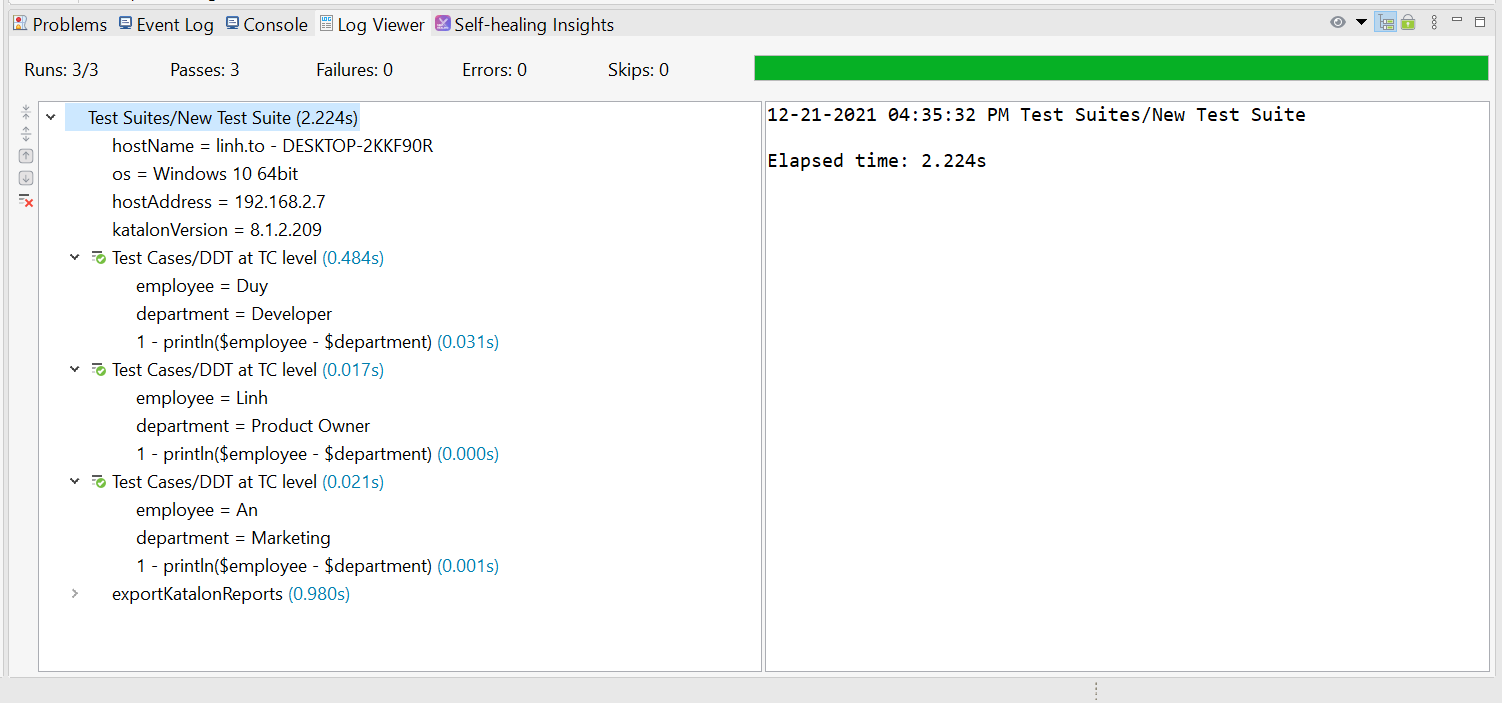 Problems Event Log Console Log Viewer Self-healing Insights
Runs: 3/3 Passes: 3 Failures: 0 Errors: 0 Skips: 0
Test Suites/New Test Suite (2.224s)
hostName = linh.to - DESKTOP-2KKF90R
os = Windows 10 64bit
hostAddress = 192.168.2.7
katalonVersion = 8.1.2.209
Test Cases/DDT at TC level (0.484s)
employee = Duy
department = Developer
1 - println($employee - $department) (0.031s)
Test Cases/DDT at TC level (0.017s)
employee = Linh
department = Product Owner
1 - println($employee - $department) (0.000s)
Test Cases/DDT at TC level (0.021s)
employee = An
department = Marketing
1 - println($employee - $department) (0.001s)
exportKatalonReports (0.980s)
12-21-2021 04:35:32 PM Test Suites/New Test Suite
Elapsed time: 2.224s